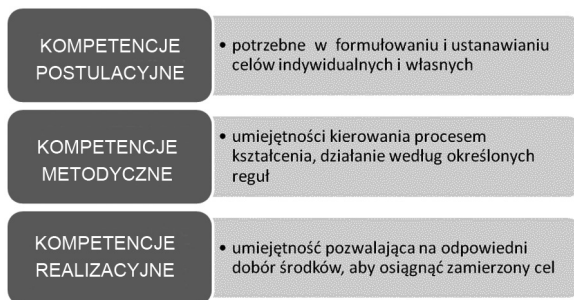 KOMPETENCJE
POSTULACYJNE
• potrzebne w formułowaniu i ustanawianiu
celów indywidualnych i własnych
KOMPETENCJE
METODYCZNE
• umiejętności kierowania procesem
kształcenia, działanie według określonych
reguł
KOMPETENCJE
REALIZACYJNE
• umiejętność pozwalająca na odpowiedni
dobór środków, aby osiągnąć zamierzony cel